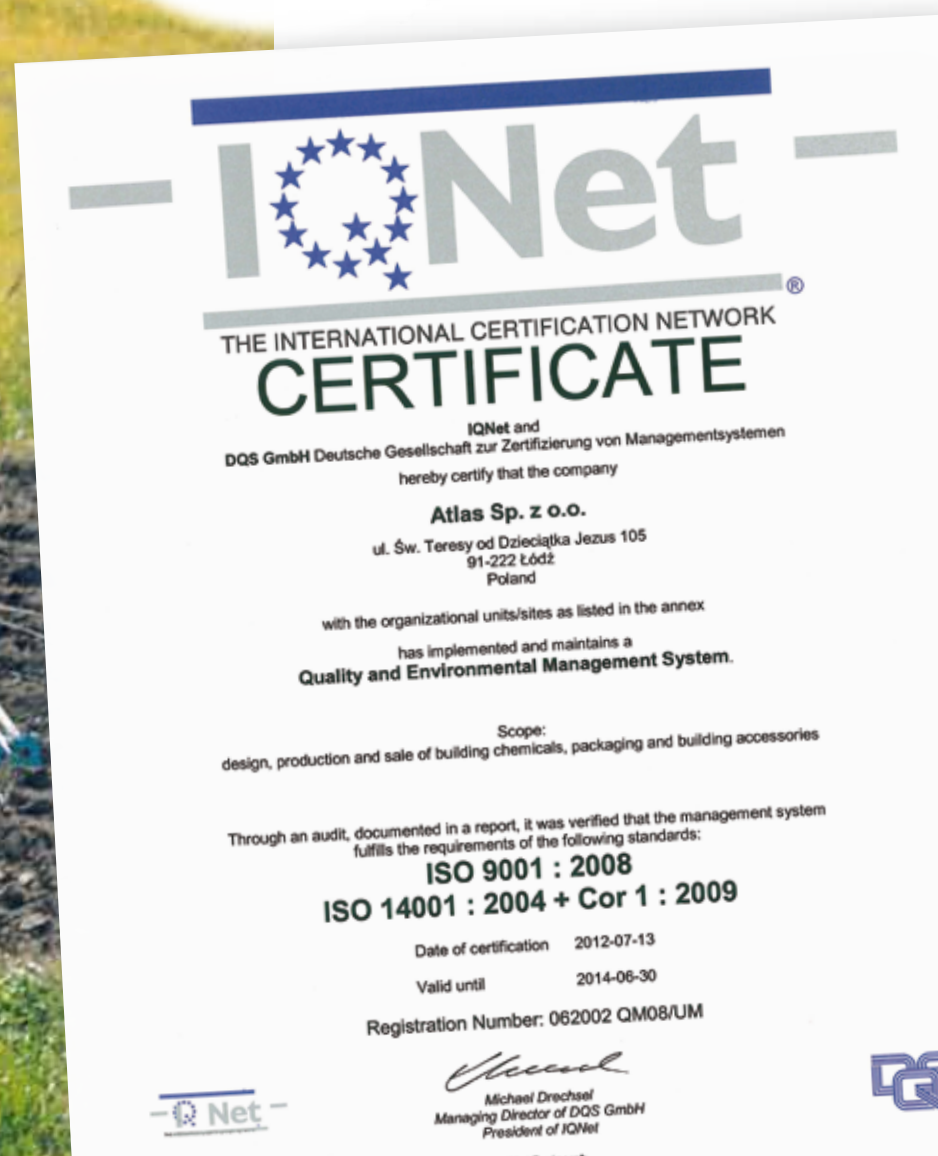 IQNet
®
THE INTERNATIONAL CERTIFICATION NETWORK
CERTIFICATE
IQNet and
DQS GmbH Deutsche Gesellschaft zur Zertifizierung von Managementsystemen
hereby certify that the company
Atlas Sp. z o.o.
ul. Św. Teresy od Dzieciątka Jezus 105
91-222 Łódź
Poland
with the organizational units/sites as listed in the annex
has implemented and maintains a
Quality and Environmental Management System.
Scope:
design, production and sale of building chemicals, packaging and building accessories
Through an audit, documented in a report, it was verified that the management system
fulfills the requirements of the following standards:
ISO 9001 : 2008
ISO 14001 : 2004 + Cor 1 : 2009
Date of certification 2012-07-13
Valid until 2014-06-30
Registration Number: 062002 QM08/UM
Michael Drechsel
Managing Director of DQS GmbH
President of IQNet
IQ Net
DQ